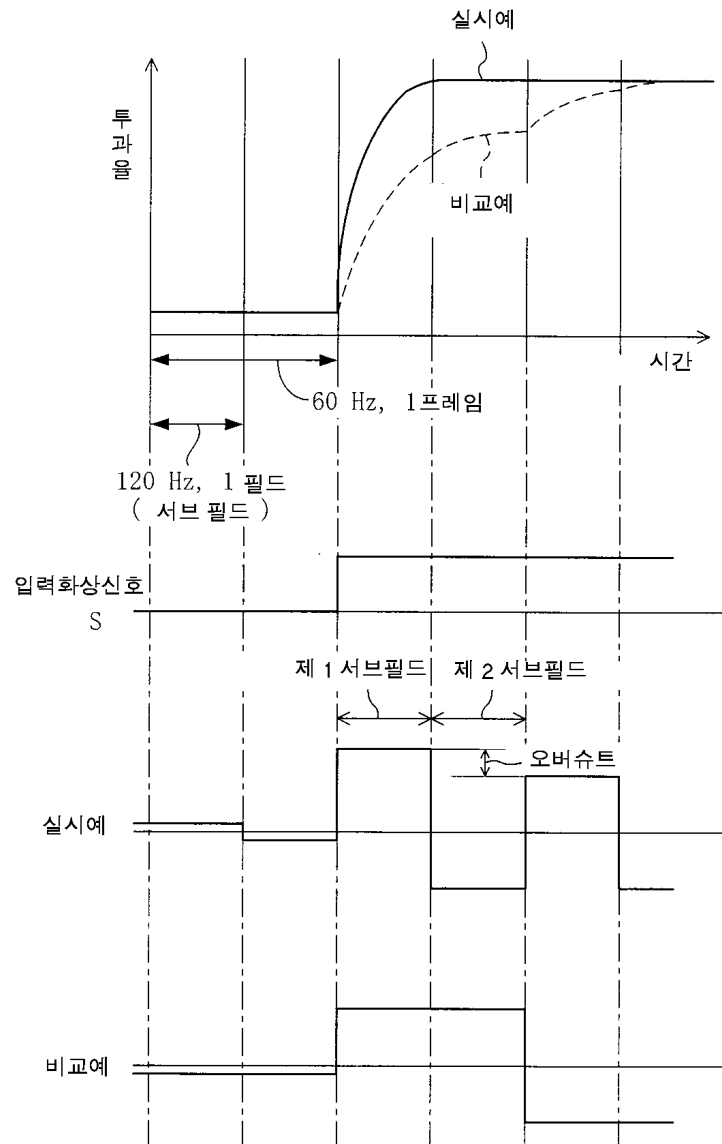 실시예
투과율
비교예
시간
60 Hz, 1프레임
120 Hz, 1 필드
( 서브 필드 )
입력화상신호
S
제 1 서브필드
제 2 서브필드
오버슈트
실시예
비교예